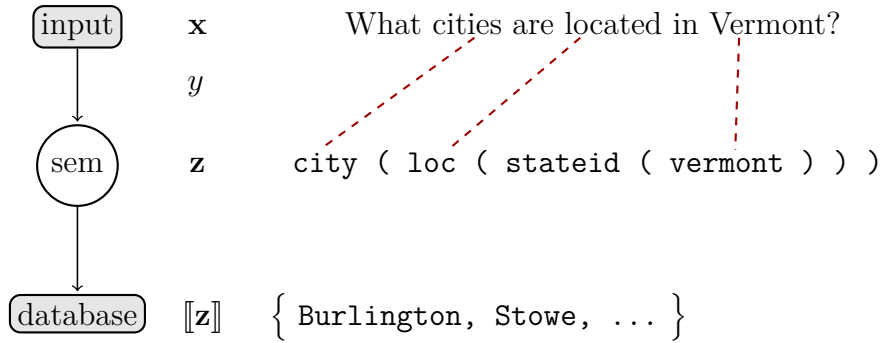 input x What cities are located in Vermont?
y
sem z city ( loc ( stateid ( vermont ) ) )
database ⟦z⟧ { Burlington, Stowe, ... }